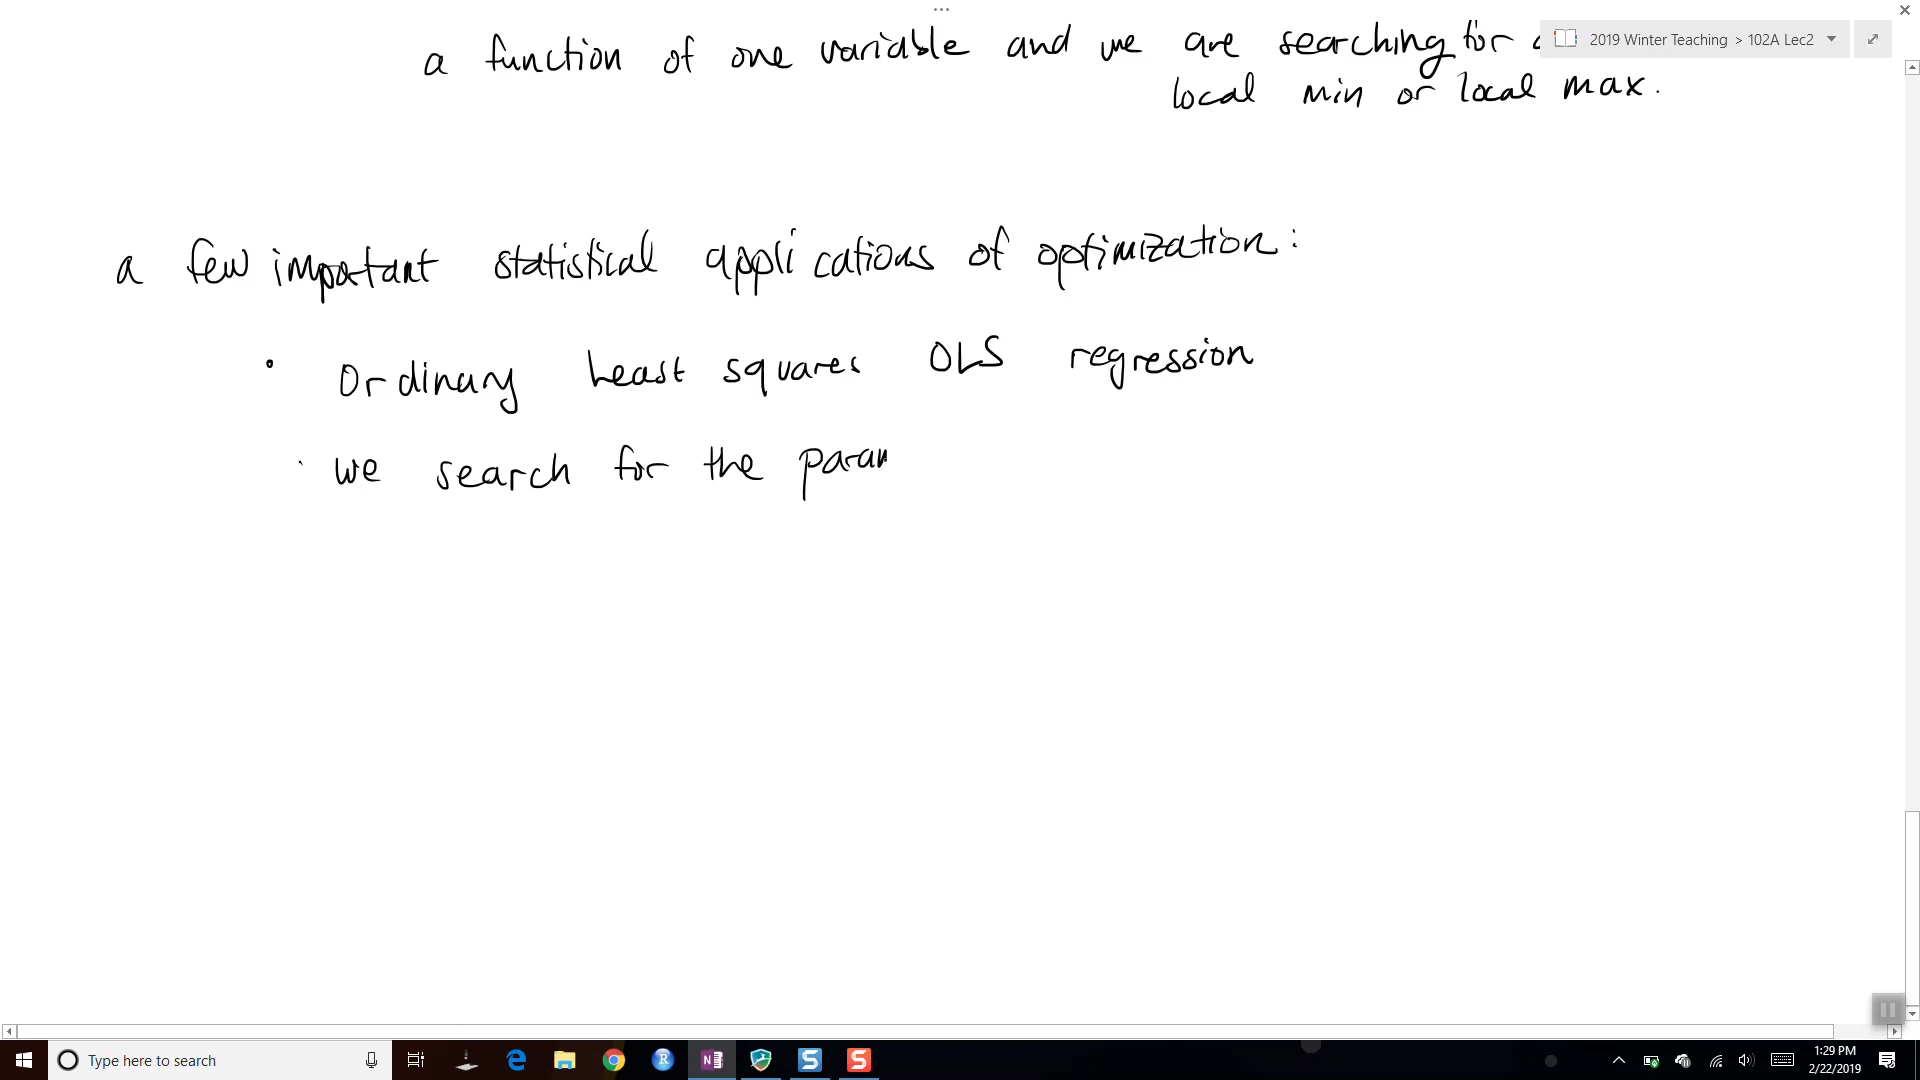 a function of one variable and we are searching for
2019 Winter Teaching > 102A Lec2
local min or local max.
a few important statistical applications of optimization:
• Ordinary Least squares OLS regression
· we search for the param
Type here to search
1:29 PM
2/22/2019